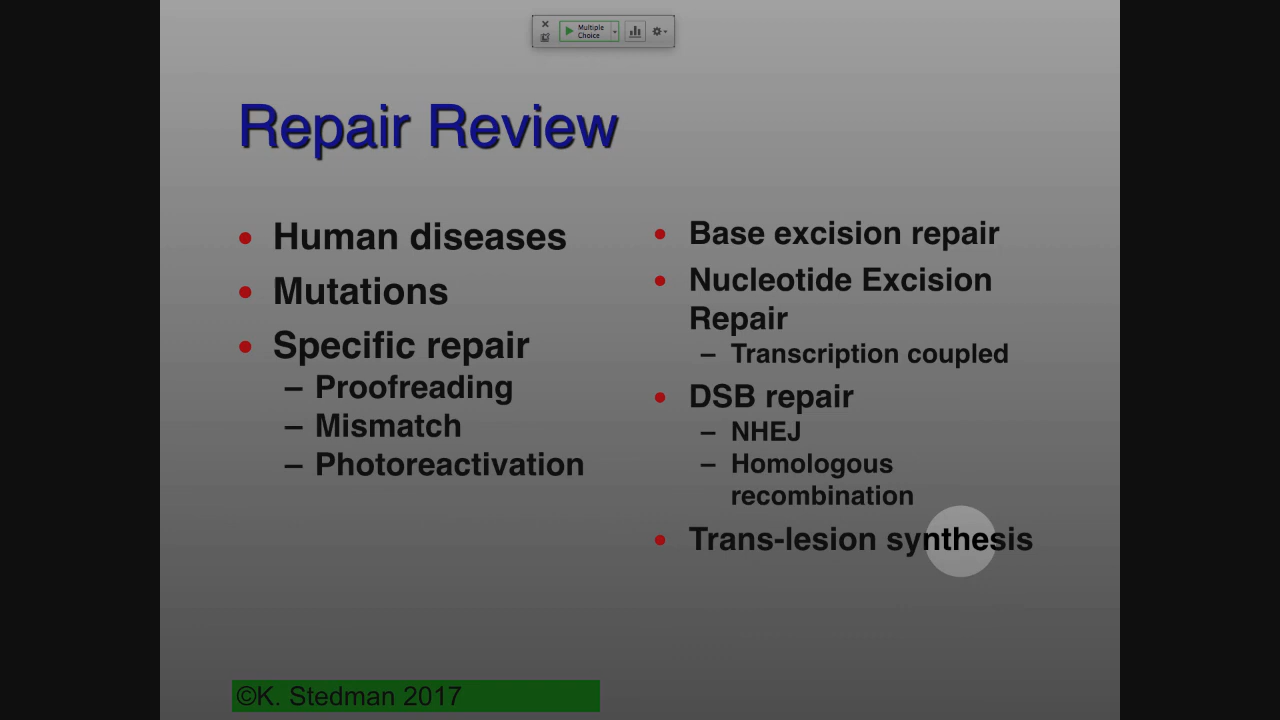 Multiple
Choice
Repair Review
• Human diseases
• Mutations
• Specific repair
– Proofreading
– Mismatch
– Photoreactivation
• Base excision repair
• Nucleotide Excision
Repair
– Transcription coupled
• DSB repair
– NHEJ
– Homologous
recombination
• Trans-lesion synthesis
©K. Stedman 2017